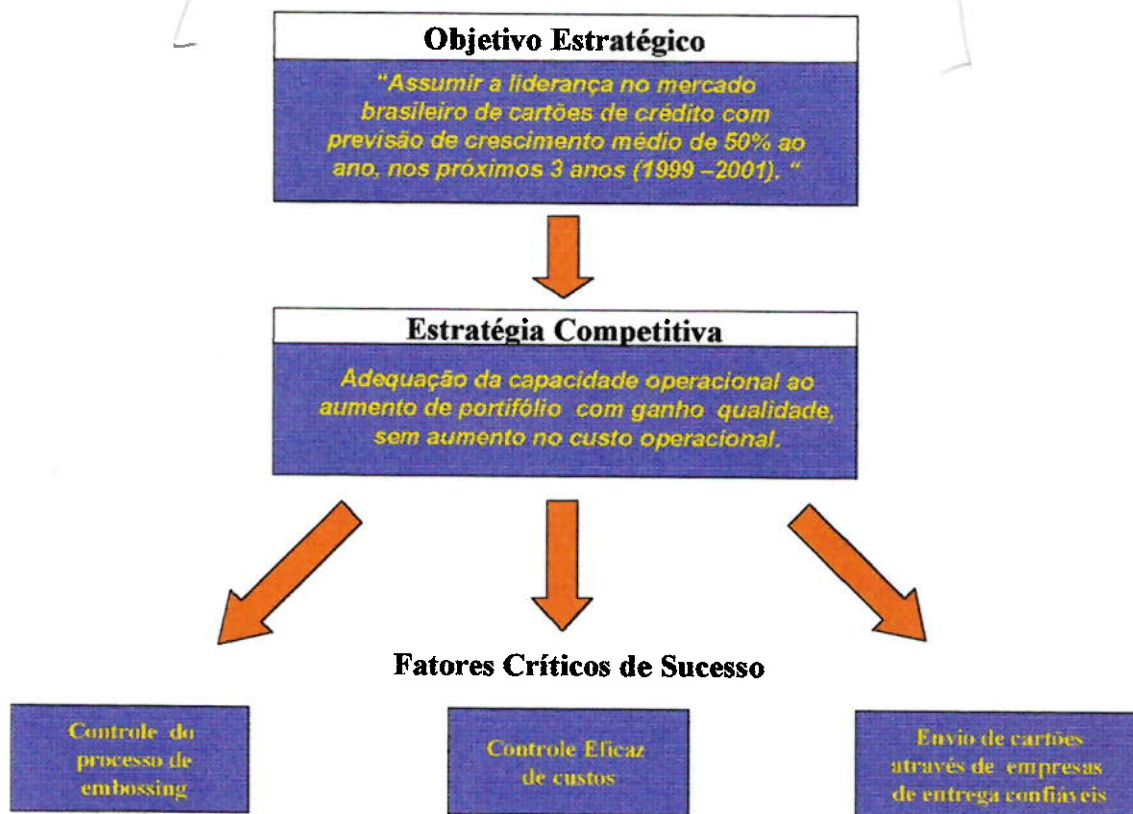 Objetivo Estratégico
"Assumir a liderança no mercado
brasileiro de cartões de crédito com
previsão de crescimento médio de 50% ao
ano, nos próximos 3 anos (1999 –2001). "
Estratégia Competitiva
Adequação da capacidade operacional ao
aumento de portifólio com ganho qualidade,
sem aumento no custo operacional.
Fatores Críticos de Sucesso
Controle do
processo de
embossing
Controle Eficaz
de custos
Envio de cartões
através de empresas
de entrega confiáveis